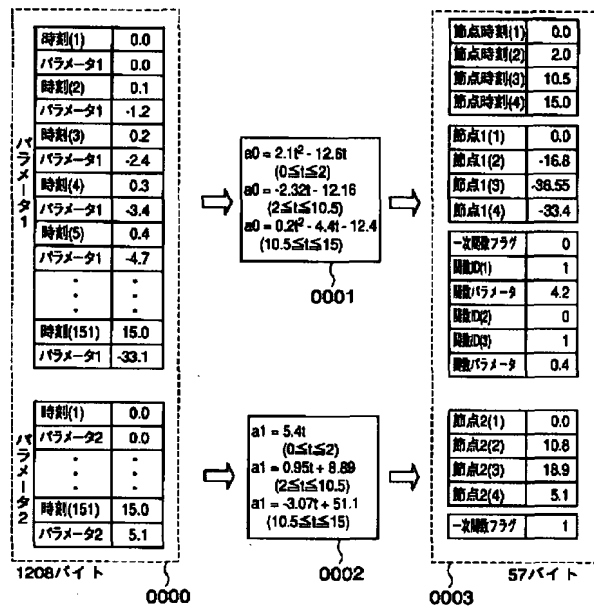 パラメータ1
時刻(1) 0.0
パラメータ1 0.0
時刻(2) 0.1
パラメータ1 -1.2
時刻(3) 0.2
パラメータ1 -2.4
時刻(4) 0.3
パラメータ1 -3.4
時刻(5) 0.4
パラメータ1 -4.7
時刻(151) 15.0
パラメータ1 -33.1
パラメータ2
時刻(1) 0.0
パラメータ2 0.0
時刻(151) 15.0
パラメータ2 5.1
1208バイト
0000
a0 = 2.1t² - 12.6t
(0≦t≦2)
a0 = -2.32t - 12.16
(2≦t≦10.5)
a0 = 0.2t² - 4.4t - 12.4
(10.5≦t≦15)
0001
a1 = 5.4t
(0≦t≦2)
a1 = 0.95t + 8.89
(2≦t≦10.5)
a1 = -3.07t + 51.1
(10.5≦t≦15)
0002
節点時刻(1) 0.0
節点時刻(2) 2.0
節点時刻(3) 10.5
節点時刻(4) 15.0
節点1(1) 0.0
節点1(2) -16.8
節点1(3) -36.55
節点1(4) -33.4
一次関数フラグ 0
関数ID(1) 1
関数パラメータ 4.2
関数ID(2) 0
関数ID(3) 1
関数パラメータ 0.4
節点2(1) 0.0
節点2(2) 10.8
節点2(3) 18.9
節点2(4) 5.1
一次関数フラグ 1
0003
57バイト